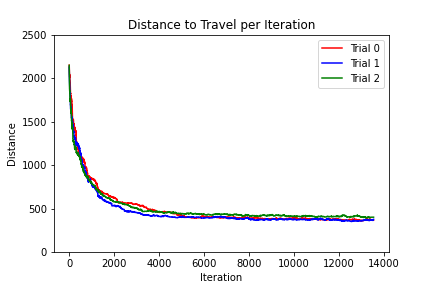 Distance to Travel per Iteration
Distance
2500
2000
1500
1000
500
0
Trial 0
Trial 1
Trial 2
0 2000 4000 6000 8000 10000 12000 14000
Iteration